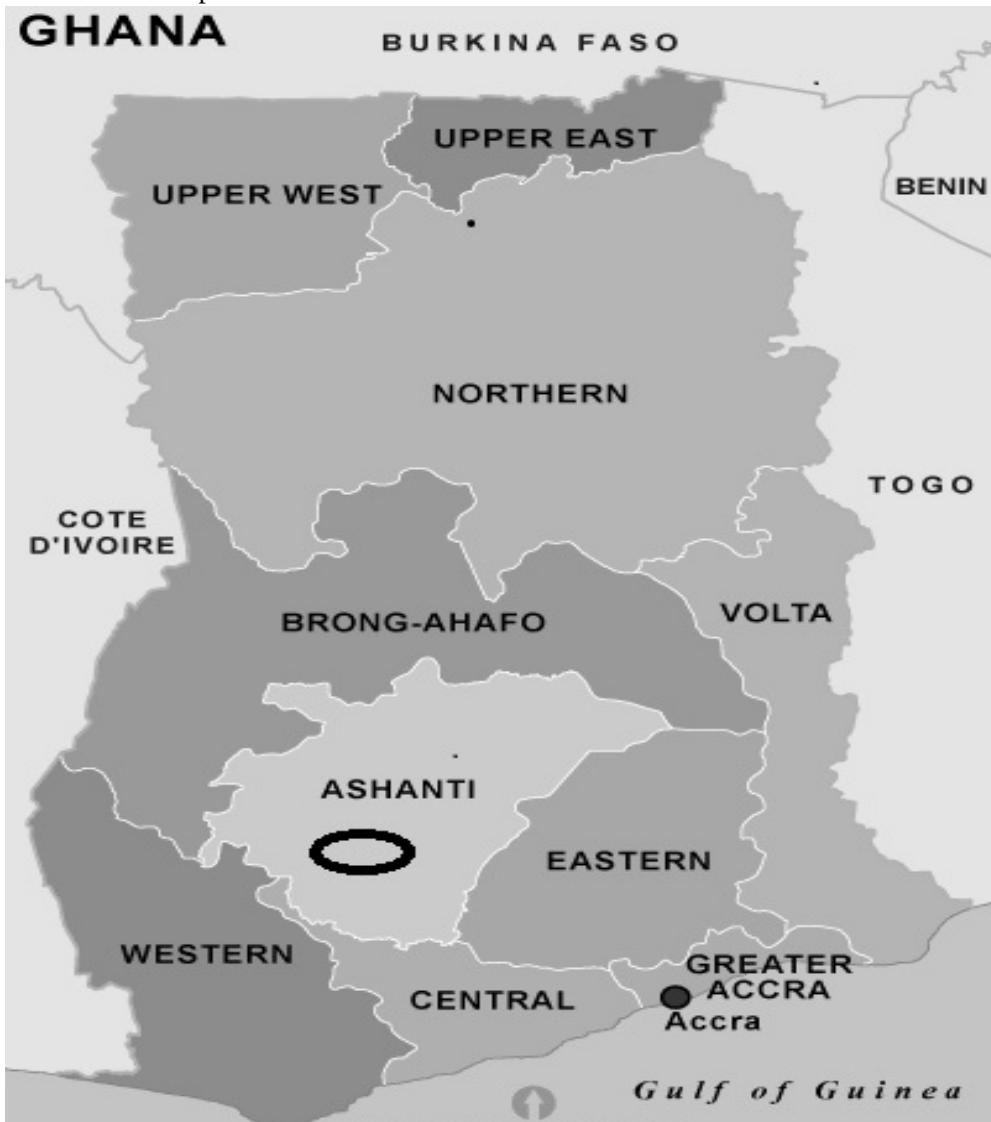 GHANA
BURKINA FASO
UPPER EAST
UPPER WEST
BENIN
NORTHERN
TOGO
COTE
D'IVOIRE
VOLTA
BRONG-AHAFO
ASHANTI
EASTERN
WESTERN
GREATER
ACCRA
CENTRAL
Accra
Gulf of Guinea